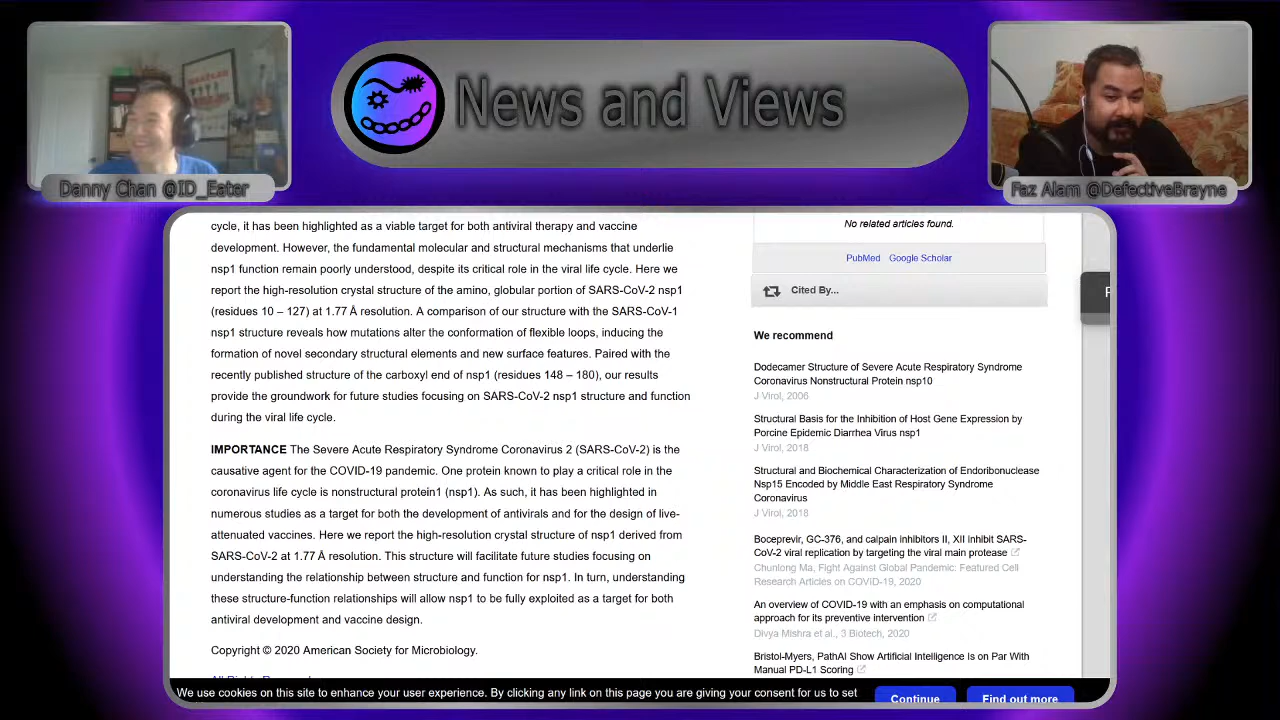 News and Views
Danny Chan @ID_Eater
Faz Alam @DefectiveBrayne
cycle, it has been highlighted as a viable target for both antiviral therapy and vaccine
development. However, the fundamental molecular and structural mechanisms that underlie
nsp1 function remain poorly understood, despite its critical role in the viral life cycle. Here we
report the high-resolution crystal structure of the amino, globular portion of SARS-CoV-2 nsp1
(residues 10 – 127) at 1.77Å resolution. A comparison of our structure with the SARS-CoV-1
nsp1 structure reveals how mutations alter the conformation of flexible loops, inducing the
formation of novel secondary structural elements and new surface features. Paired with the
recently published structure of the carboxyl end of nsp1 (residues 148 – 180), our results
provide the groundwork for future studies focusing on SARS-CoV-2 nsp1 structure and function
during the viral life cycle.
IMPORTANCE The Severe Acute Respiratory Syndrome Coronavirus 2 (SARS-CoV-2) is the
causative agent for the COVID-19 pandemic. One protein known to play a critical role in the
coronavirus life cycle is nonstructural protein1 (nsp1). As such, it has been highlighted in
numerous studies as a target for both the development of antivirals and for the design of live-
attenuated vaccines. Here we report the high-resolution crystal structure of nsp1 derived from
SARS-CoV-2 at 1.77Å resolution. This structure will facilitate future studies focusing on
understanding the relationship between structure and function for nsp1. In turn, understanding
these structure-function relationships will allow nsp1 to be fully exploited as a target for both
antiviral development and vaccine design.
Copyright © 2020 American Society for Microbiology.
No related articles found.
PubMed Google Scholar
Cited By...
We recommend
Dodecamer Structure of Severe Acute Respiratory Syndrome
Coronavirus Nonstructural Protein nsp10
J Virol, 2006
Structural Basis for the Inhibition of Host Gene Expression by
Porcine Epidemic Diarrhea Virus nsp1
J Virol, 2018
Structural and Biochemical Characterization of Endoribonuclease
Nsp15 Encoded by Middle East Respiratory Syndrome
Coronavirus
J Virol, 2018
Boceprevir, GC-376, and calpain inhibitors II, XII inhibit SARS-
CoV-2 viral replication by targeting the viral main protease
Chunlong Ma, Fight Against Global Pandemic: Featured Cell
Research Articles on COVID-19, 2020
An overview of COVID-19 with an emphasis on computational
approach for its preventive intervention
Divya Mishra et al., 3 Biotech, 2020
Bristol-Myers, PathAI Show Artificial Intelligence Is on Par With
Manual PD-L1 Scoring
We use cookies on this site to enhance your user experience. By clicking any link on this page you are giving your consent for us to set
Continue
Find out more